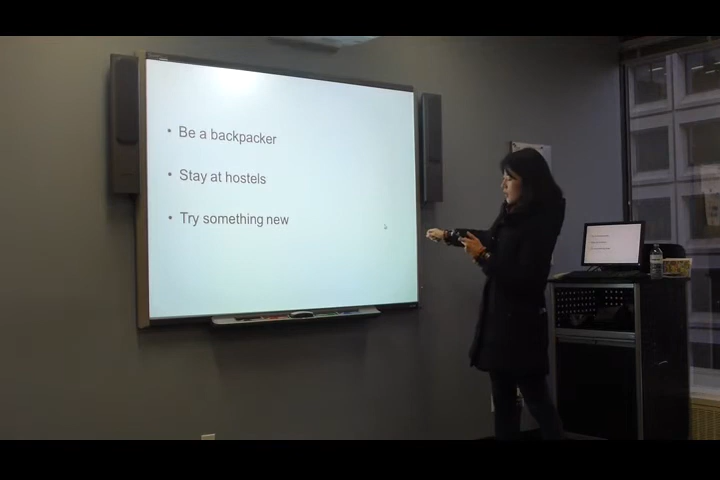 • Be a backpacker
• Stay at hostels
• Try something new